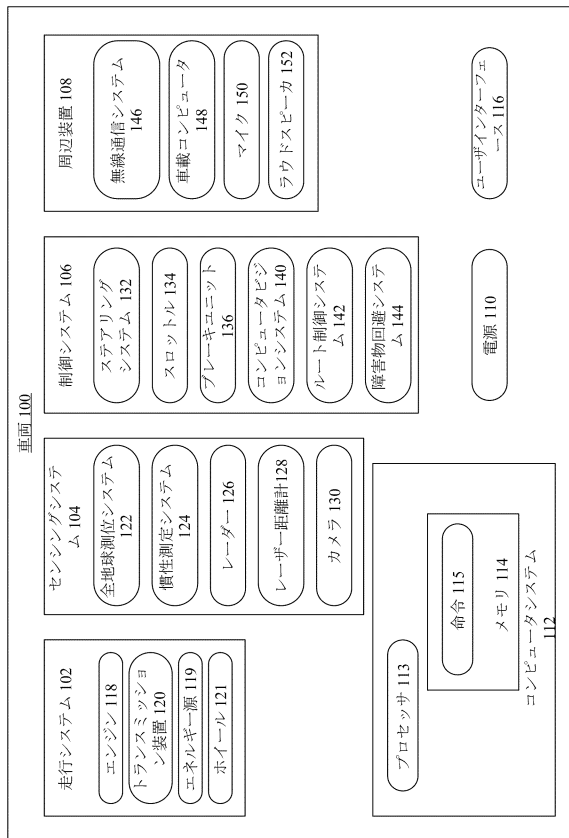 車両 100
走行システム 102
エンジン 118
トランスミッショ
ン装置 120
エネルギー源 119
ホイール 121
センシングシステ
ム 104
全地球測位システム
122
慣性測定システム
124
レーダー 126
レーザー距離計 128
カメラ 130
制御システム 106
ステアリング
システム 132
スロットル 134
ブレーキユニット
136
コンピュータビジ
ョンシステム 140
ルート制御システ
ム 142
障害物回避システ
ム 144
周辺装置 108
無線通信システム
146
車載コンピュータ
148
マイク 150
ラウドスピーカ 152
プロセッサ 113
命令 115
メモリ 114
コンピュータシステム
112
電源 110
ユーザインターフェ
ース 116